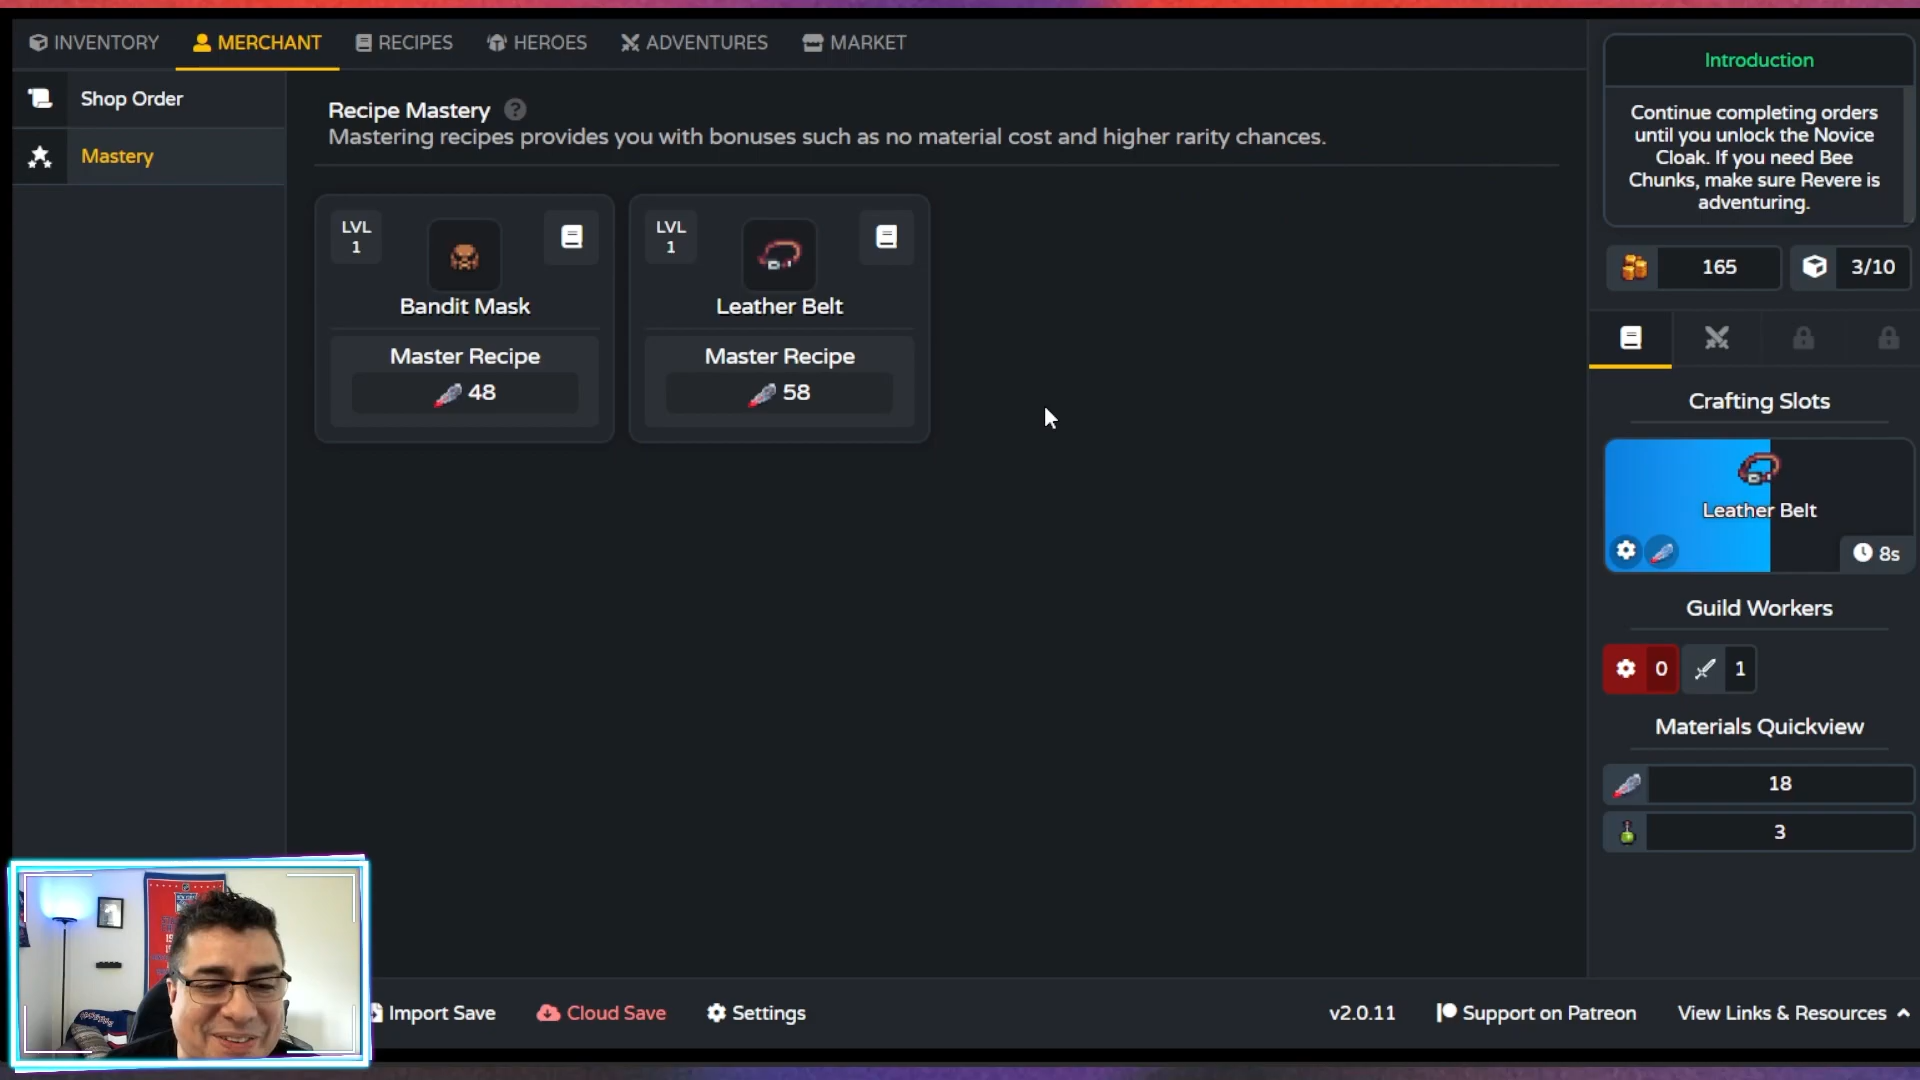 INVENTORY
MERCHANT
RECIPES
HEROES
ADVENTURES
MARKET
Shop Order
Mastery
Recipe Mastery ?
Mastering recipes provides you with bonuses such as no material cost and higher rarity chances.
LVL
1
Bandit Mask
Master Recipe
48
LVL
1
Leather Belt
Master Recipe
58
Introduction
Continue completing orders
until you unlock the Novice
Cloak. If you need Bee
Chunks, make sure Revere is
adventuring.
165
3/10
Crafting Slots
Leather Belt
8s
Guild Workers
0
1
Materials Quickview
18
3
Import Save
Cloud Save
Settings
v2.0.11
Support on Patreon
View Links & Resources